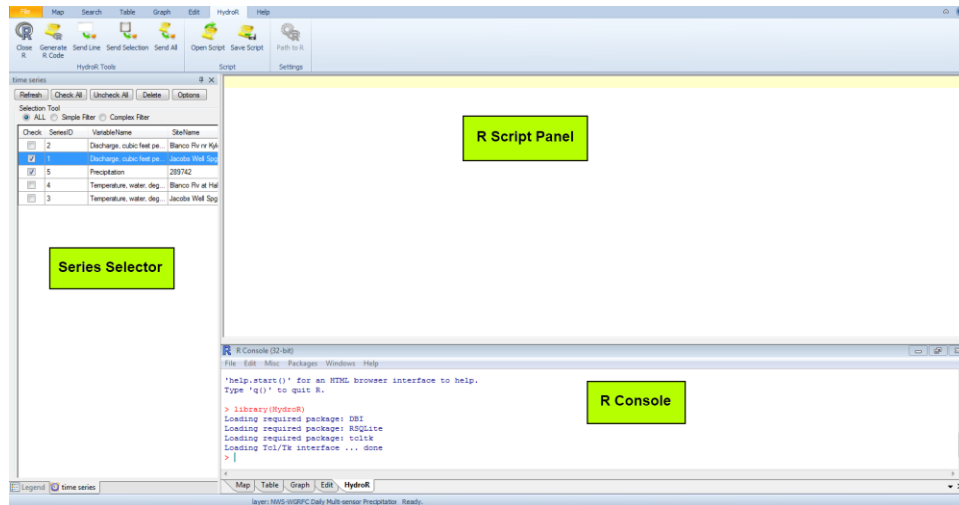 File Map Search Table Graph Edit HydroR Help
Close R Generate R Code Send Line Send Selection Send All Open Script Save Script Path to R
HydroR Tools Script Settings
time series
Refresh Check All Uncheck All Delete Options
Selection Tool
ALL Simple Filter Complex Filter
Check SeriesID VariableName SiteName
2 Discharge, cubic feet pe... Blanco Riv nr Kyl
1 Discharge, cubic feet pe... Jacobs Well Spg
5 Precipitation 289742
4 Temperature, water, deg... Blanco Riv at Hal
3 Temperature, water, deg... Jacobs Well Spg
Series Selector
R Script Panel
R Console (32-bit)
File Edit Misc Packages Windows Help
'help.start()' for an HTML browser interface to help.
Type 'q()' to quit R.
> library(HydroR)
Loading required package: DBI
Loading required package: RSQLite
Loading required package: tcltk
Loading Tcl/Tk interface ... done
>
R Console
Legend time series
Map Table Graph Edit HydroR
layer: NWS-WGRFC Daily Multi-sensor Precipitation Ready.